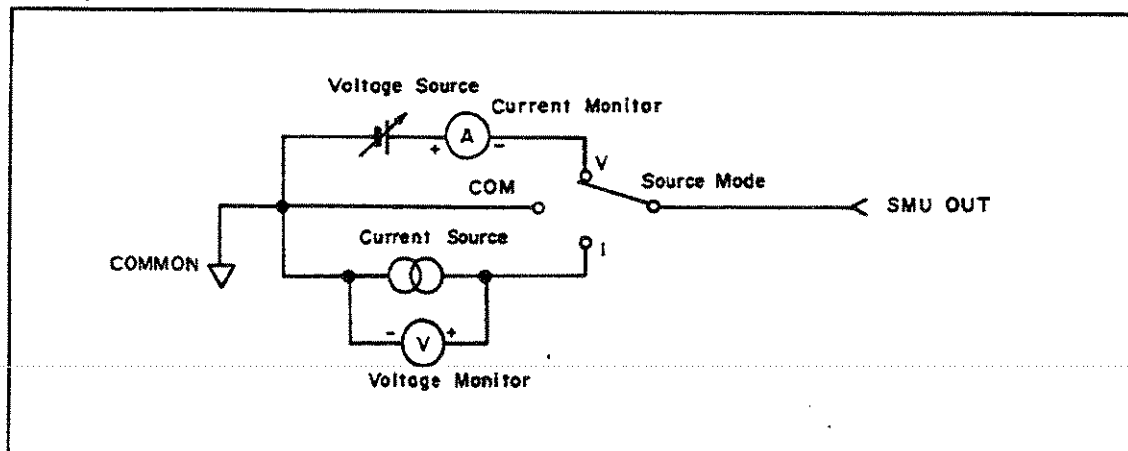 Voltage Source
Current Monitor
A
+ -
V
COM
Source Mode
SMU OUT
Current Source
I
COMMON
- +
V
Voltage Monitor